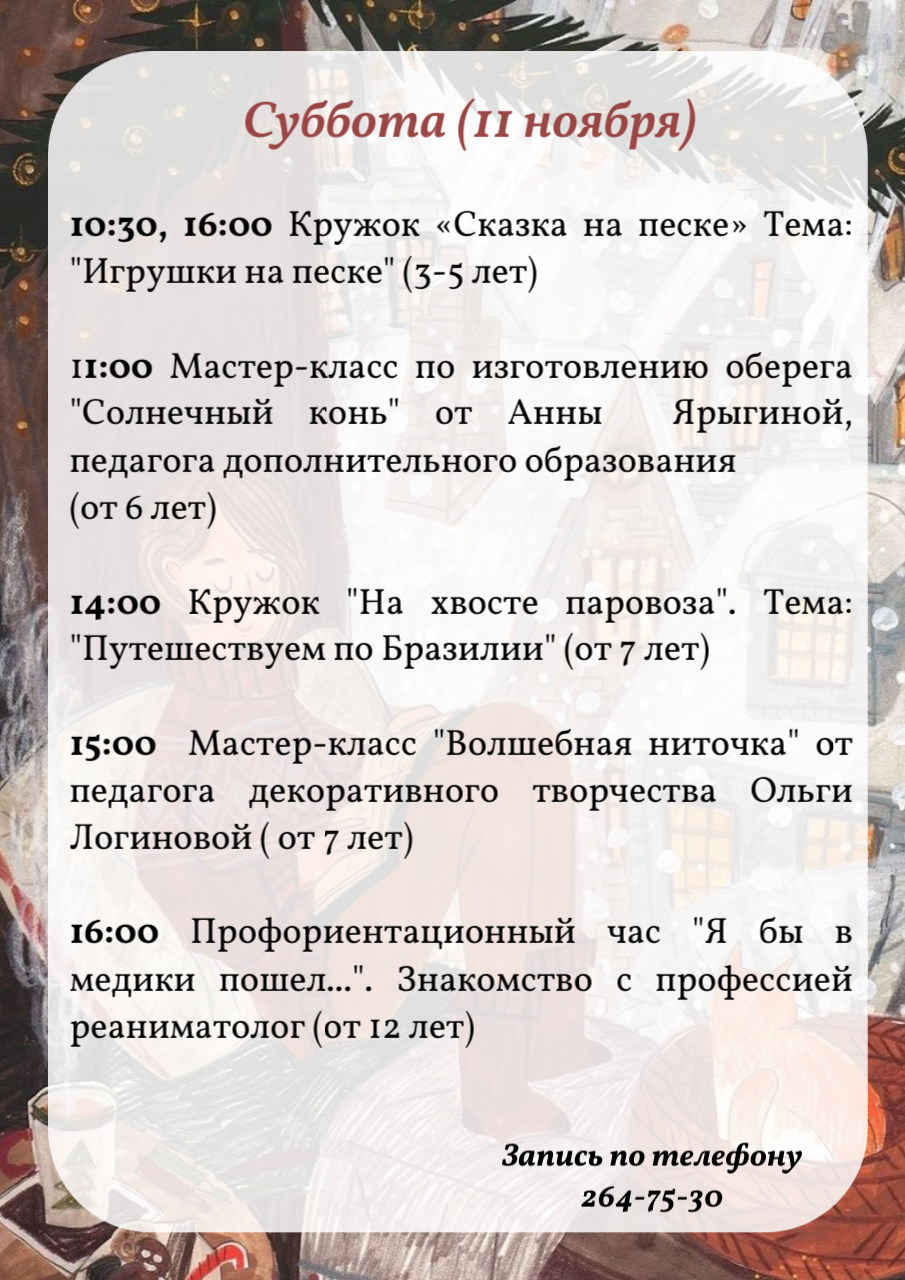 Суббота (11 ноября)
10:30, 16:00 Кружок «Сказка на песке» Тема:
"Игрушки на песке" (3-5 лет)
11:00 Мастер-класс по изготовлению оберега
"Солнечный конь" от Анны Ярыгиной,
педагога дополнительного образования
(от 6 лет)
14:00 Кружок "На хвосте паровоза". Тема:
"Путешествуем по Бразилии" (от 7 лет)
15:00 Мастер-класс "Волшебная ниточка" от
педагога декоративного творчества Ольги
Логиновой ( от 7 лет)
16:00 Профориентационный час "Я бы в
медики пошел...". Знакомство с профессией
реаниматолог (от 12 лет)
Запись по телефону
264-75-30